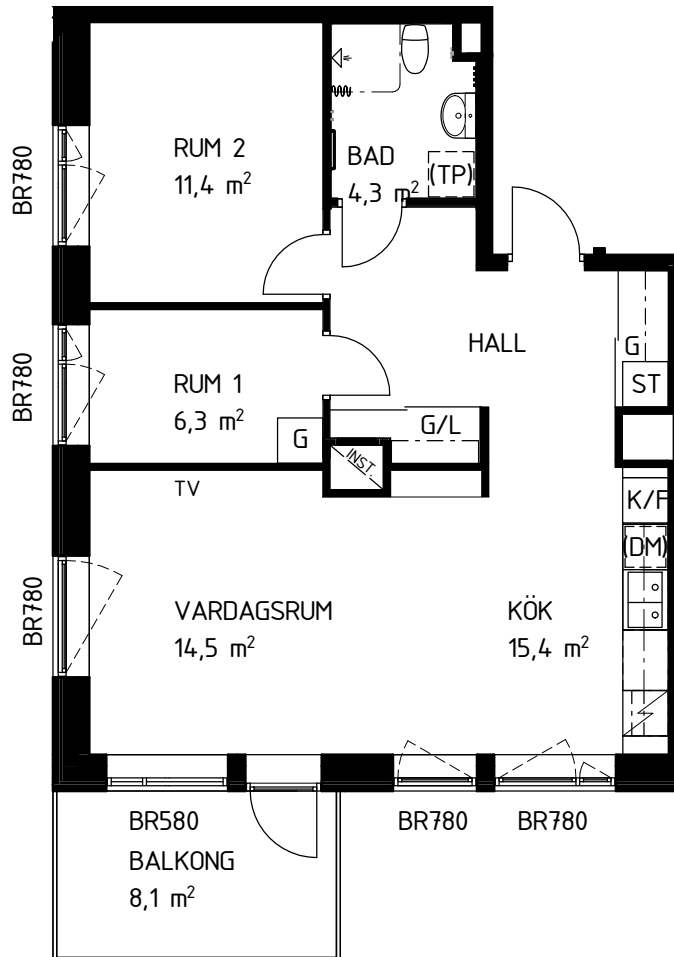 RUM 2
11,4 m²
BAD
4,3 m²
(TP)
BR780
HALL
G
ST
BR780
RUM 1
6,3 m²
G
G/L
INST.
TV
K/F
(DM)
BR780
VARDAGSRUM
14,5 m²
KÖK
15,4 m²
BR580
BR780
BR780
BALKONG
8,1 m²